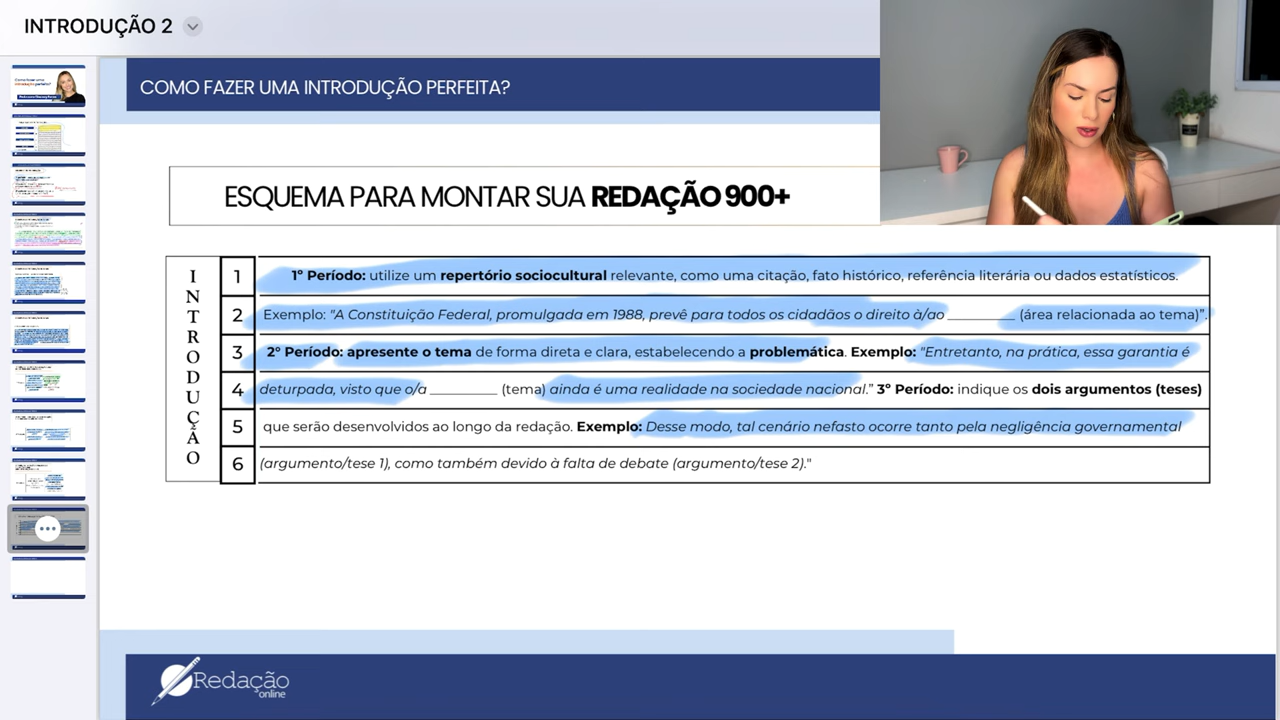 INTRODUÇÃO 2
COMO FAZER UMA INTRODUÇÃO PERFEITA?
ESQUEMA PARA MONTAR SUA REDAÇÃO 900+
INTRODUÇÃO
1 1º Período: utilize um repertório sociocultural relevante, como uma citação, fato histórico, referência literária ou dados estatísticos.
2 Exemplo: "A Constituição Federal, promulgada em 1988, prevê para todos os cidadãos o direito à/ao __________ (área relacionada ao tema)”.
3 2º Período: apresente o tema de forma direta e clara, estabelecendo a problemática. Exemplo: "Entretanto, na prática, essa garantia é
4 deturpada, visto que o/a __________ (tema) ainda é uma realidade na sociedade nacional.” 3º Período: indique os dois argumentos (teses)
5 que serão desenvolvidos ao longo da redação. Exemplo: Desse modo, tal cenário nefasto ocorre tanto pela negligência governamental
6 (argumento/tese 1), como também devido à falta de debate (argumento/tese 2)."
Redação
online